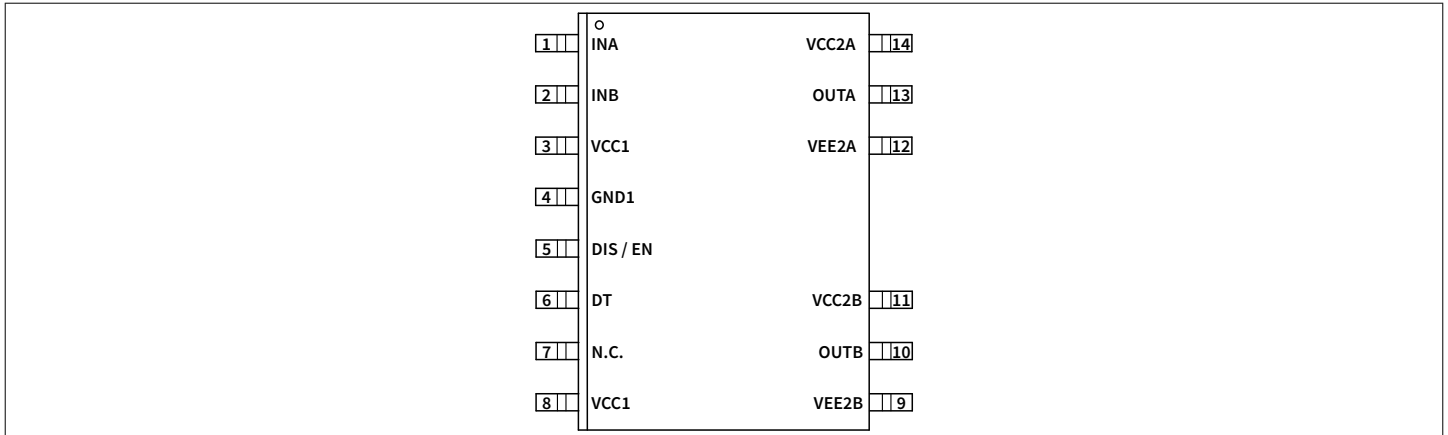 1 INA VCC2A 14
2 INB OUTA 13
3 VCC1 VEE2A 12
4 GND1
5 DIS / EN
6 DT VCC2B 11
7 N.C. OUTB 10
8 VCC1 VEE2B 9